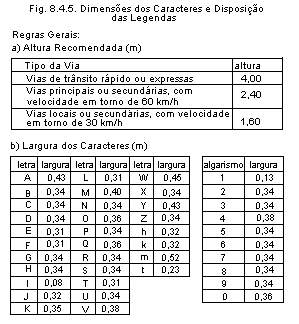 Fig. 8.4.5. Dimensões dos Caracteres e Disposição
das Legendas
Regras Gerais:
a) Altura Recomendada (m)
Tipo da Via altura
Vias de trânsito rápido ou expressas 4,00
Vias principais ou secundárias, com
velocidade em torno de 60 km/h 2,40
Vias locais ou secundárias, com velocidade
em torno de 30 km/h 1,60
b) Largura dos Caracteres (m)
letra largura letra largura letra largura algarismo largura
A 0,43 L 0,31 W 0,45 1 0,13
B 0,34 M 0,40 X 0,34 2 0,34
C 0,34 N 0,34 Y 0,43 3 0,34
D 0,34 O 0,36 Z 0,34 4 0,38
E 0,31 P 0,34 h 0,32 5 0,34
F 0,31 Q 0,36 k 0,32 6 0,34
G 0,34 R 0,34 m 0,52 7 0,34
H 0,34 S 0,34 t 0,23 8 0,34
I 0,08 T 0,31 9 0,34
J 0,32 U 0,34 0 0,36
K 0,35 V 0,38